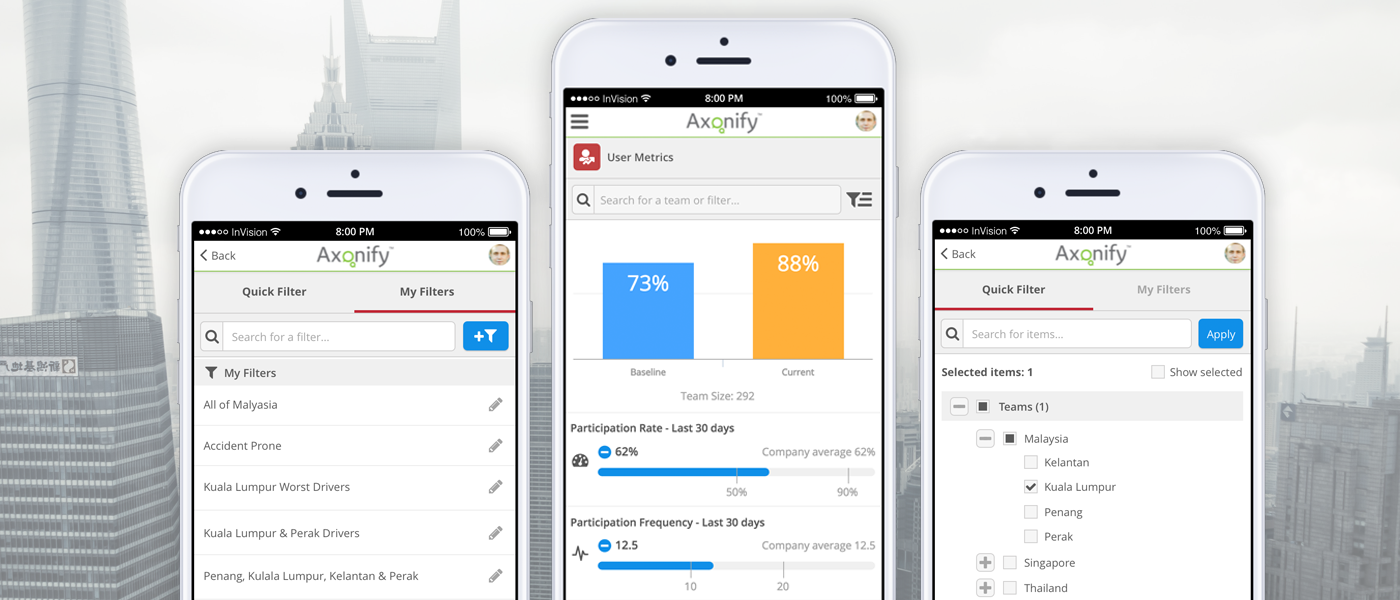 ●●●○○ InVision 8:00 PM 100%
Back
Axonify™
Quick Filter My Filters
Search for a filter...
+
My Filters
All of Malyasia
Accident Prone
Kuala Lumpur Worst Drivers
Kuala Lumpur & Perak Drivers
Penang, Kulala Lumpur, Kelantan & Perak
●●●○○ InVision 8:00 PM 100%
Axonify™
User Metrics
Search for a team or filter...
73% 88%
Baseline Current
Team Size: 292
Participation Rate - Last 30 days
62% Company average 62%
50% 90%
Participation Frequency - Last 30 days
12.5 Company average 12.5
10 20
●●●○○ InVision 8:00 PM 100%
Back
Axonify™
Quick Filter My Filters
Search for items...
Apply
Selected items: 1 Show selected
Teams (1)
Malaysia
Kelantan
Kuala Lumpur
Penang
Perak
Singapore
Thailand